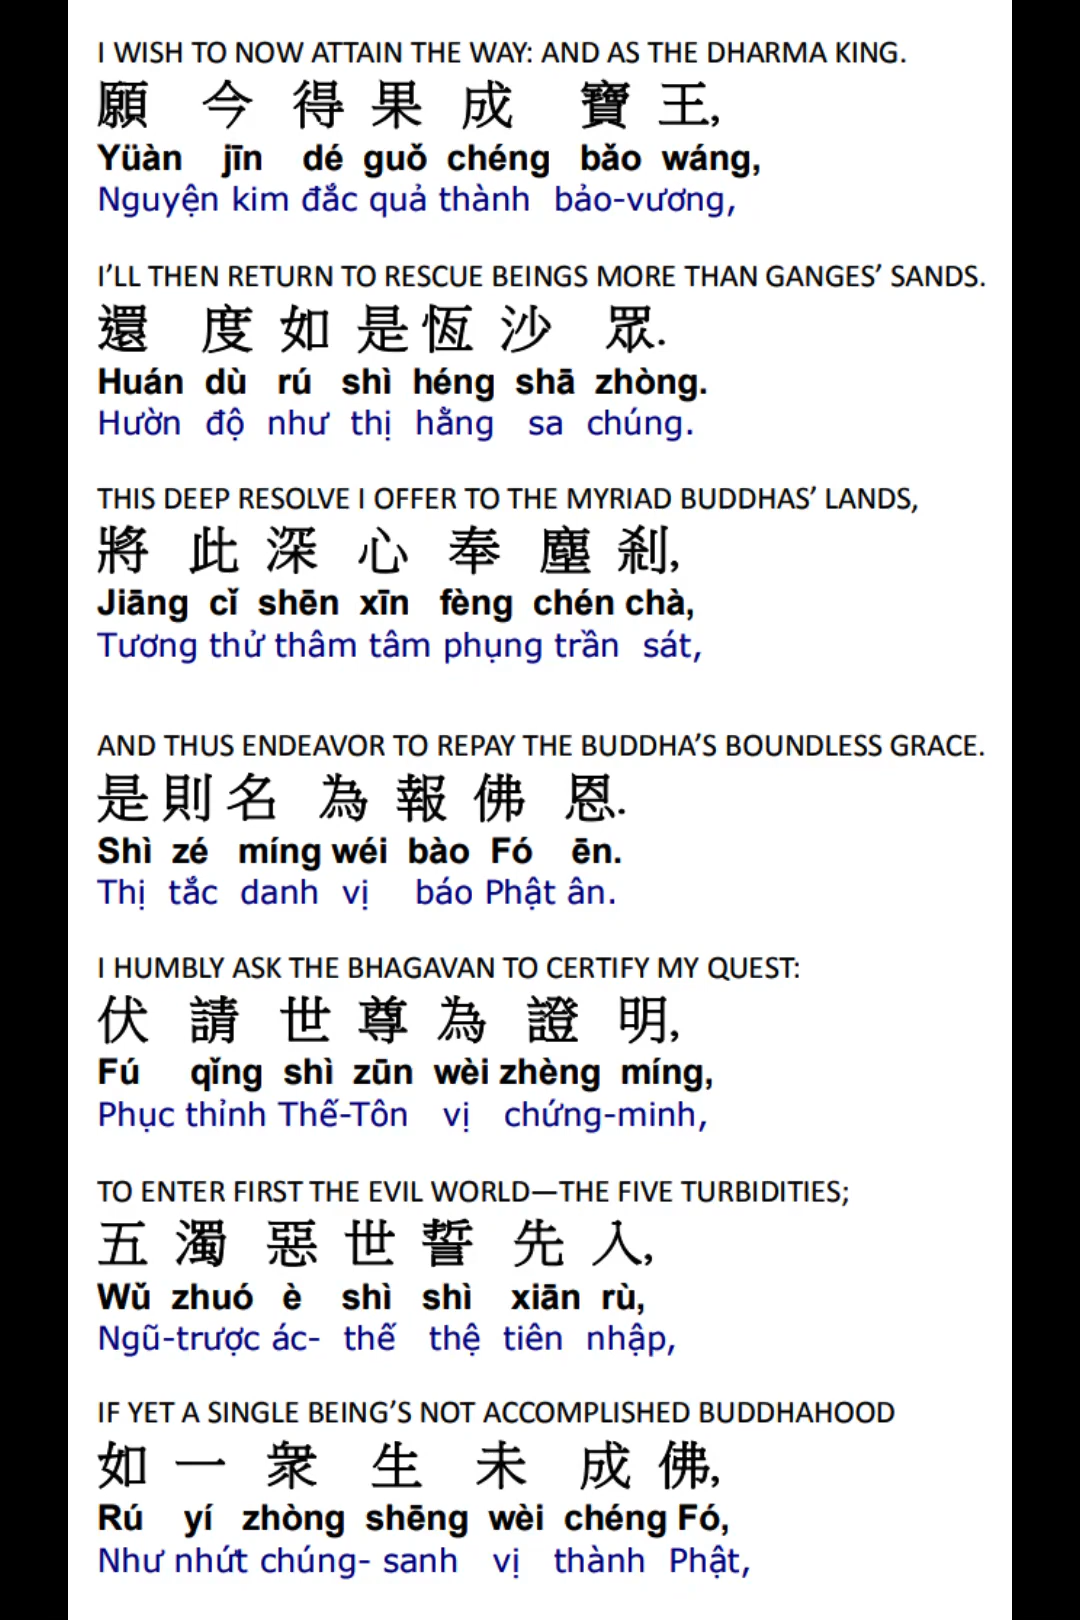 I WISH TO NOW ATTAIN THE WAY: AND AS THE DHARMA KING.
願 今 得 果 成 寶 王,
Yüàn jīn dé guǒ chéng bǎo wáng,
Nguyện kim đắc quả thành bảo-vương,
I’LL THEN RETURN TO RESCUE BEINGS MORE THAN GANGES’ SANDS.
還 度 如 是 恆 沙 眾.
Huán dù rú shì héng shā zhòng.
Hườn độ như thị hằng sa chúng.
THIS DEEP RESOLVE I OFFER TO THE MYRIAD BUDDHAS’ LANDS,
將 此 深 心 奉 塵 剎,
Jiāng cǐ shēn xīn fèng chén chà,
Tương thử thâm tâm phụng trần sát,
AND THUS ENDEAVOR TO REPAY THE BUDDHA’S BOUNDLESS GRACE.
是 則 名 為 報 佛 恩.
Shì zé míng wéi bào Fó ēn.
Thị tắc danh vị báo Phật ân.
I HUMBLY ASK THE BHAGAVAN TO CERTIFY MY QUEST:
伏 請 世 尊 為 證 明,
Fú qǐng shì zūn wèi zhèng míng,
Phục thỉnh Thế-Tôn vị chứng-minh,
TO ENTER FIRST THE EVIL WORLD—THE FIVE TURBIDITIES;
五 濁 惡 世 誓 先 入,
Wǔ zhuó è shì shì xiān rù,
Ngũ-trược ác- thế thệ tiên nhập,
IF YET A SINGLE BEING’S NOT ACCOMPLISHED BUDDHAHOOD
如 一 衆 生 未 成 佛,
Rú yí zhòng shēng wèi chéng Fó,
Như nhứt chúng- sanh vị thành Phật,